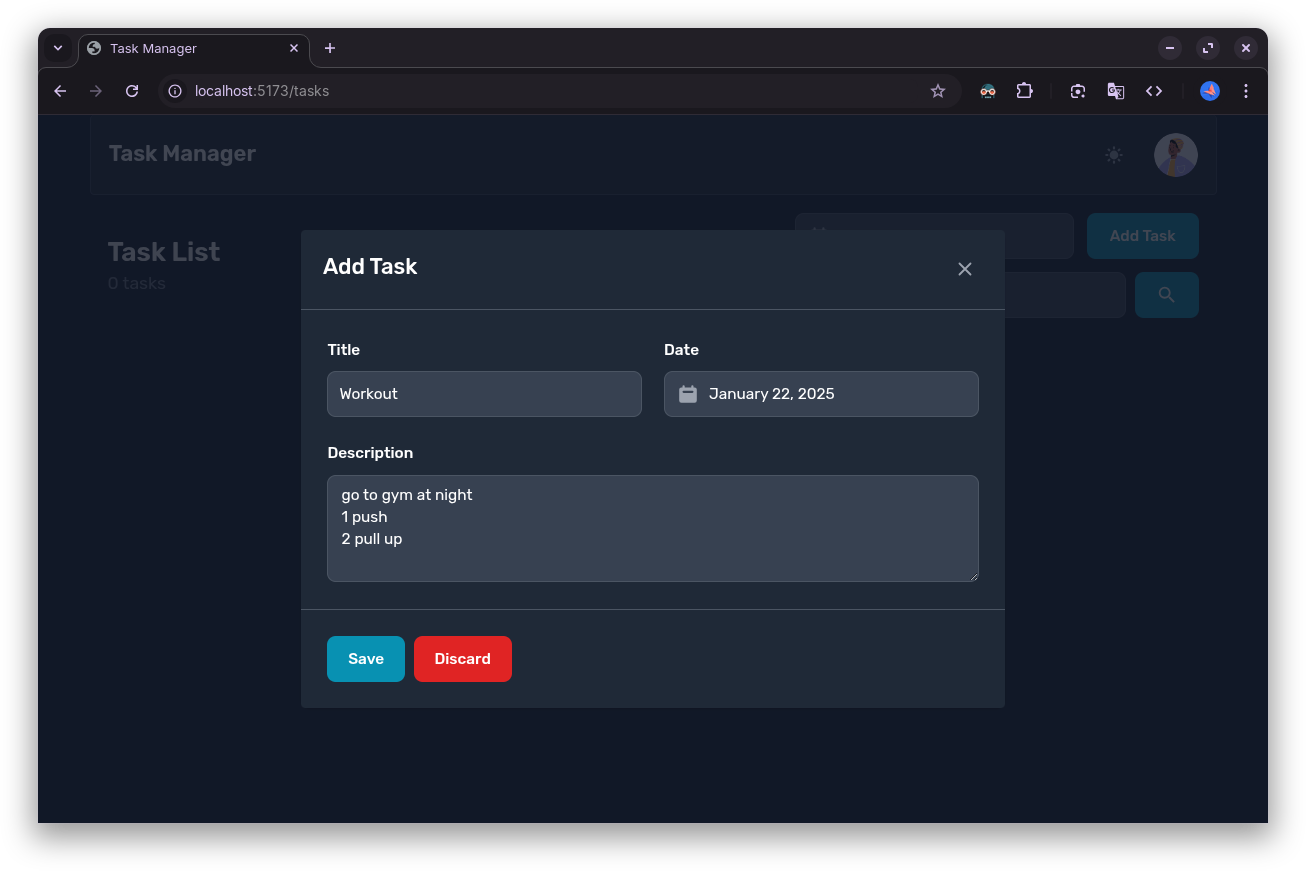 Task Manager
localhost:5173/tasks
Task Manager
Task List
Add Task
0 tasks
Add Task
Title
Date
Workout
January 22, 2025
Description
go to gym at night
1 push
2 pull up
Save
Discard